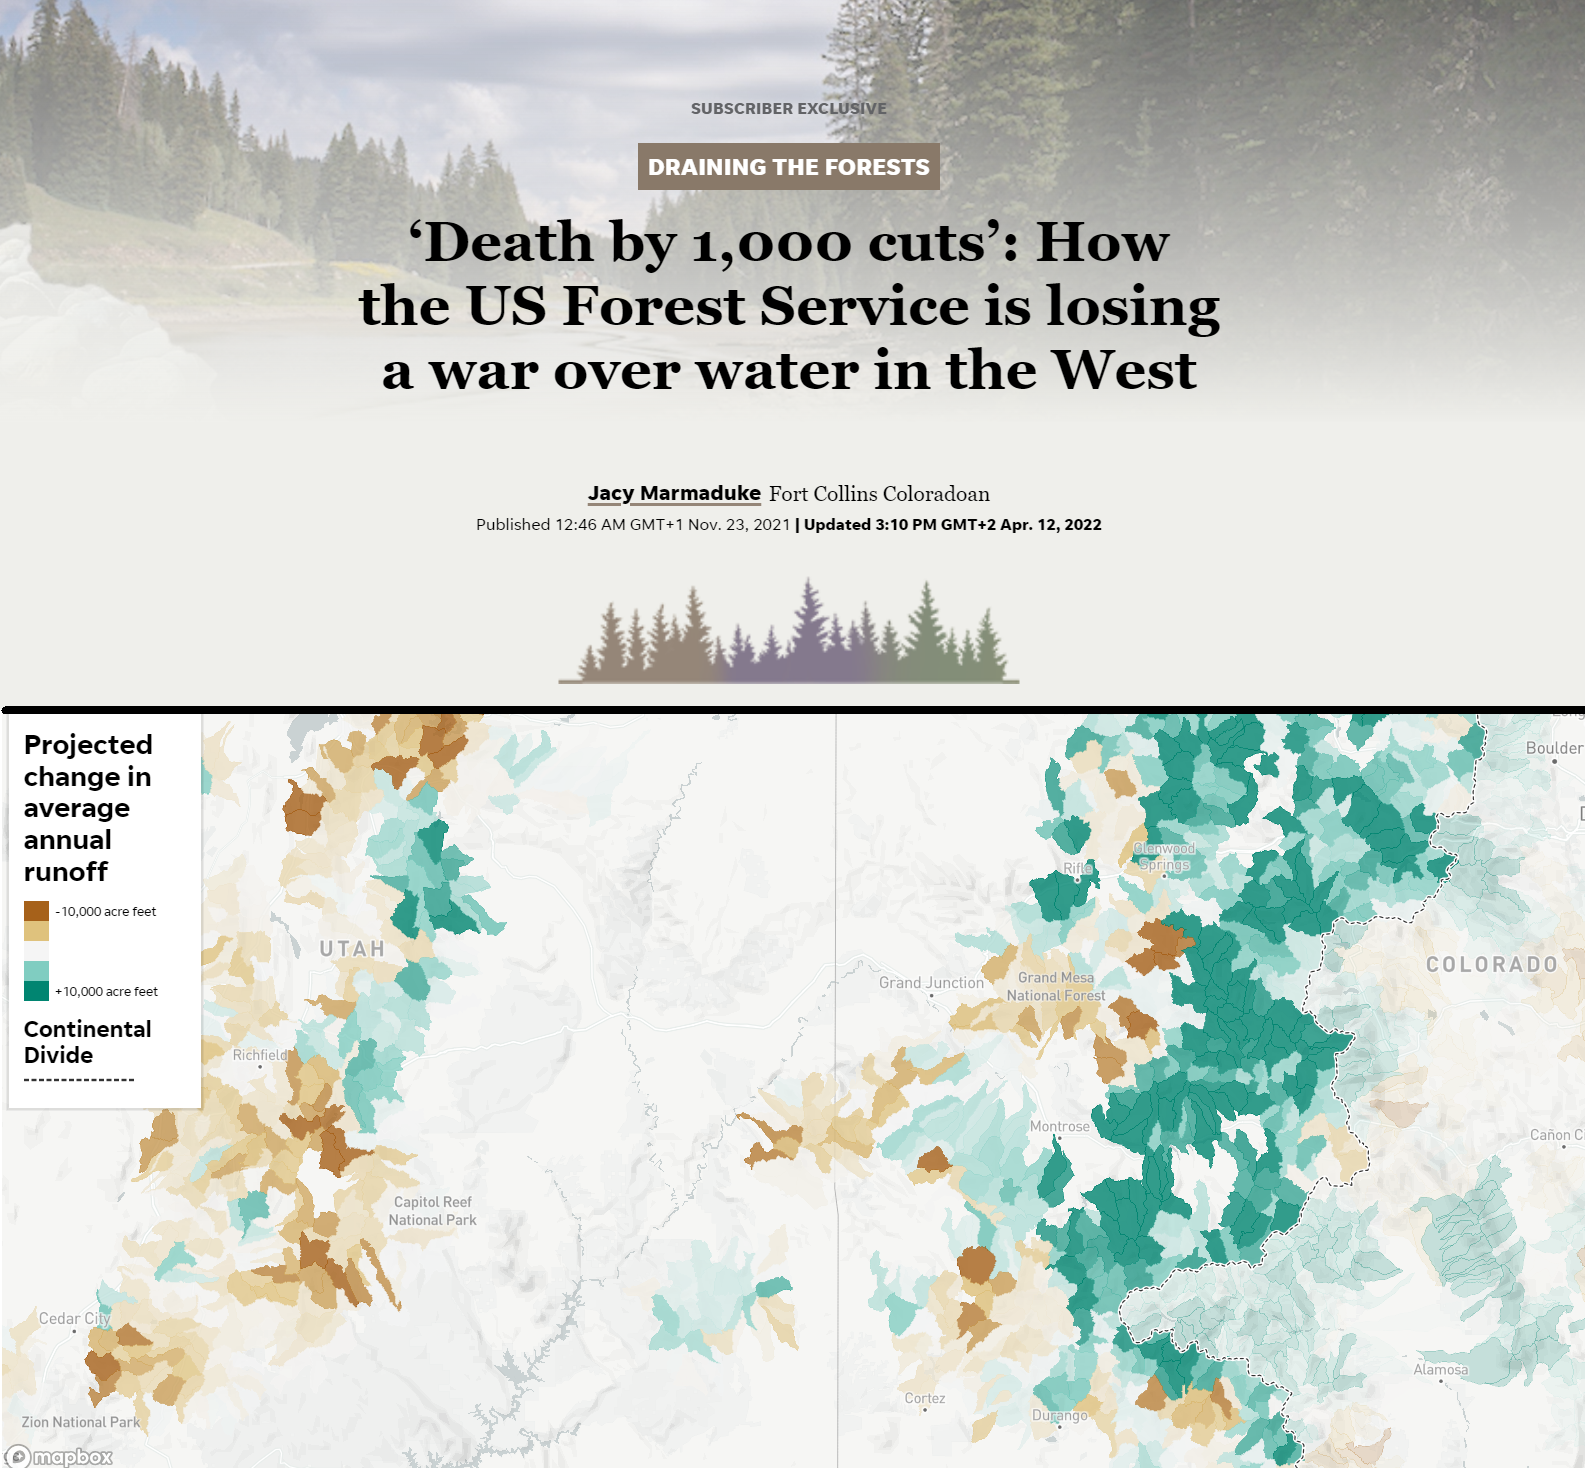 SUBSCRIBER EXCLUSIVE
DRAINING THE FORESTS
‘Death by 1,000 cuts’: How
the US Forest Service is losing
a war over water in the West
Jacy Marmaduke Fort Collins Coloradoan
Published 12:46 AM GMT+1 Nov. 23, 2021 | Updated 3:10 PM GMT+2 Apr. 12, 2022
Projected
change in
average
annual
runoff
-10,000 acre feet
+10,000 acre feet
Continental
Divide
Boulder
Glenwood
Springs
Rifle
UTAH
COLORADO
Grand Junction
Grand Mesa
National Forest
Richfield
Montrose
Cañon C
Capitol Reef
National Park
Cedar City
Alamosa
Cortez
Durango
Zion National Park
mapbox